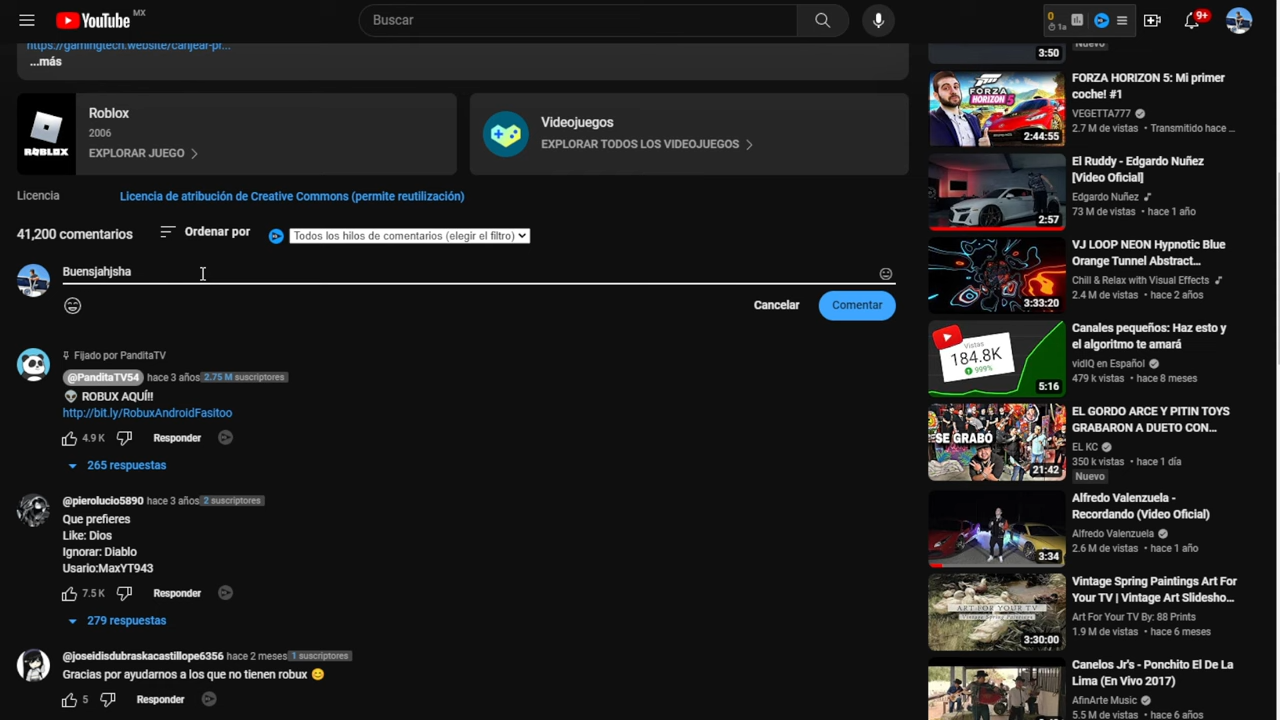 YouTube MX
Buscar
0
1a
9+
https://gamingtech.website/canjear-pr...
...más
ROBLOX
Roblox
2006
EXPLORAR JUEGO
Videojuegos
EXPLORAR TODOS LOS VIDEOJUEGOS
Licencia
Licencia de atribución de Creative Commons (permite reutilización)
41,200 comentarios
Ordenar por
Todos los hilos de comentarios (elegir el filtro)
Buensjahjsha
Cancelar
Comentar
Fijado por PanditaTV
@PanditaTV54 hace 3 años 2.75 M suscriptores
👽 ROBUX AQUÍ!!
http://bit.ly/RobuxAndroidFasitoo
4.9 K
Responder
265 respuestas
@pierolucio5890 hace 3 años 2 suscriptores
Que prefieres
Like: Dios
Ignorar: Diablo
Usario:MaxYT943
7.5 K
Responder
279 respuestas
@joseidisdubraskacastillope6356 hace 2 meses 1 suscriptores
Gracias por ayudarnos a los que no tienen robux 😊
5
Responder
Nuevo
3:50
FORZA HORIZON 5
2:44:55
FORZA HORIZON 5: Mi primer
coche! #1
VEGETTA777
2.7 M de vistas • Transmitido hace ...
2:57
El Ruddy - Edgardo Nuñez
[Video Oficial]
Edgardo Nuñez
73 M de vistas • hace 1 año
3:33:20
VJ LOOP NEON Hypnotic Blue
Orange Tunnel Abstract...
Chill & Relax with Visual Effects
2.4 M de vistas • hace 2 años
Vistas
184.8K
999%
5:16
Canales pequeños: Haz esto y
el algoritmo te amará
vidIQ en Español
479 k vistas • hace 8 meses
SE GRABÓ
21:42
EL GORDO ARCE Y PITIN TOYS
GRABARON A DUETO CON...
EL KC
350 k vistas • hace 1 día
Nuevo
3:34
Alfredo Valenzuela -
Recordando (Video Oficial)
Alfredo Valenzuela
2.6 M de vistas • hace 1 año
ART FOR YOUR TV
3:30:00
Vintage Spring Paintings Art For
Your TV | Vintage Art Slidesho...
Art For Your TV By: 88 Prints
1.9 M de vistas • hace 6 meses
Canelos Jr's - Ponchito El De La
Lima (En Vivo 2017)
AfinArte Music
5.5 M de vistas • hace 6 años